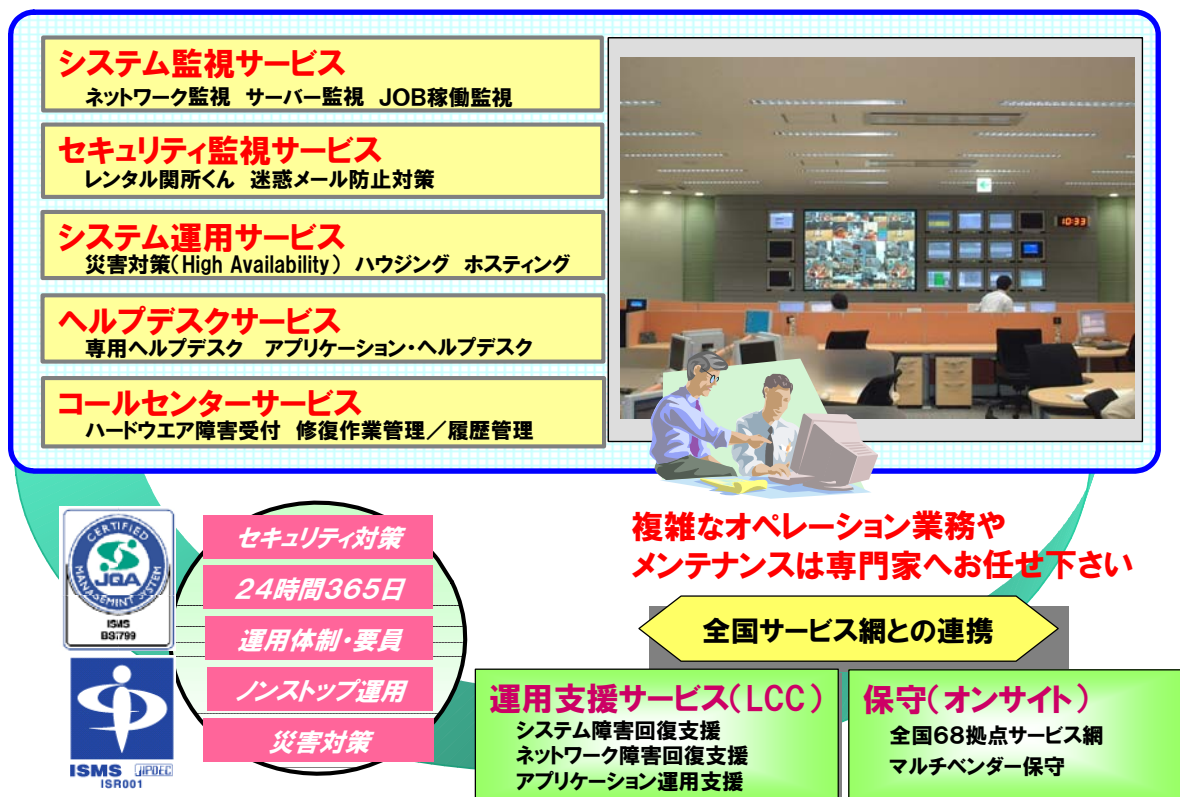 システム監視サービス
ネットワーク監視 サーバー監視 JOB稼働監視
セキュリティ監視サービス
レンタル関所くん 迷惑メール防止対策
システム運用サービス
災害対策(High Availability) ハウジング ホスティング
ヘルプデスクサービス
専用ヘルプデスク アプリケーション・ヘルプデスク
コールセンターサービス
ハードウエア障害受付 修復作業管理／履歴管理
10:33
CERTIFIED
JQA
MANAGEMENT SYSTEM
ISMS
BS7799
ISMS JIPDEC
ISR001
セキュリティ対策
24時間365日
運用体制・要員
ノンストップ運用
災害対策
複雑なオペレーション業務や
メンテナンスは専門家へお任せ下さい
全国サービス網との連携
運用支援サービス(LCC)
システム障害回復支援
ネットワーク障害回復支援
アプリケーション運用支援
保守(オンサイト)
全国68拠点サービス網
マルチベンダー保守